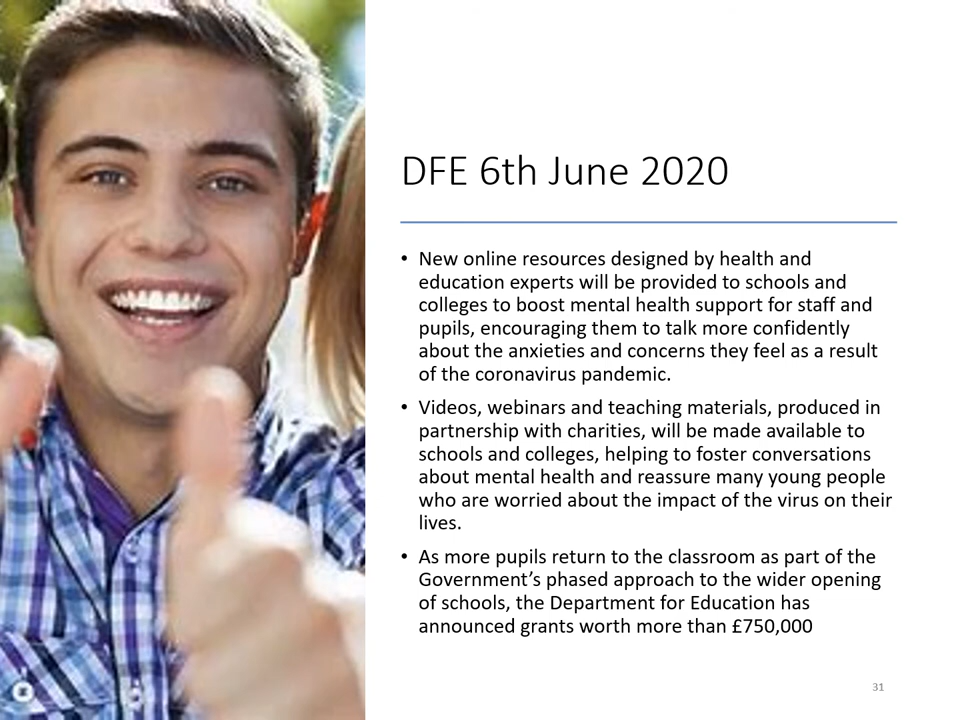 DFE 6th June 2020
• New online resources designed by health and
education experts will be provided to schools and
colleges to boost mental health support for staff and
pupils, encouraging them to talk more confidently
about the anxieties and concerns they feel as a result
of the coronavirus pandemic.
• Videos, webinars and teaching materials, produced in
partnership with charities, will be made available to
schools and colleges, helping to foster conversations
about mental health and reassure many young people
who are worried about the impact of the virus on their
lives.
• As more pupils return to the classroom as part of the
Government’s phased approach to the wider opening
of schools, the Department for Education has
announced grants worth more than £750,000
31